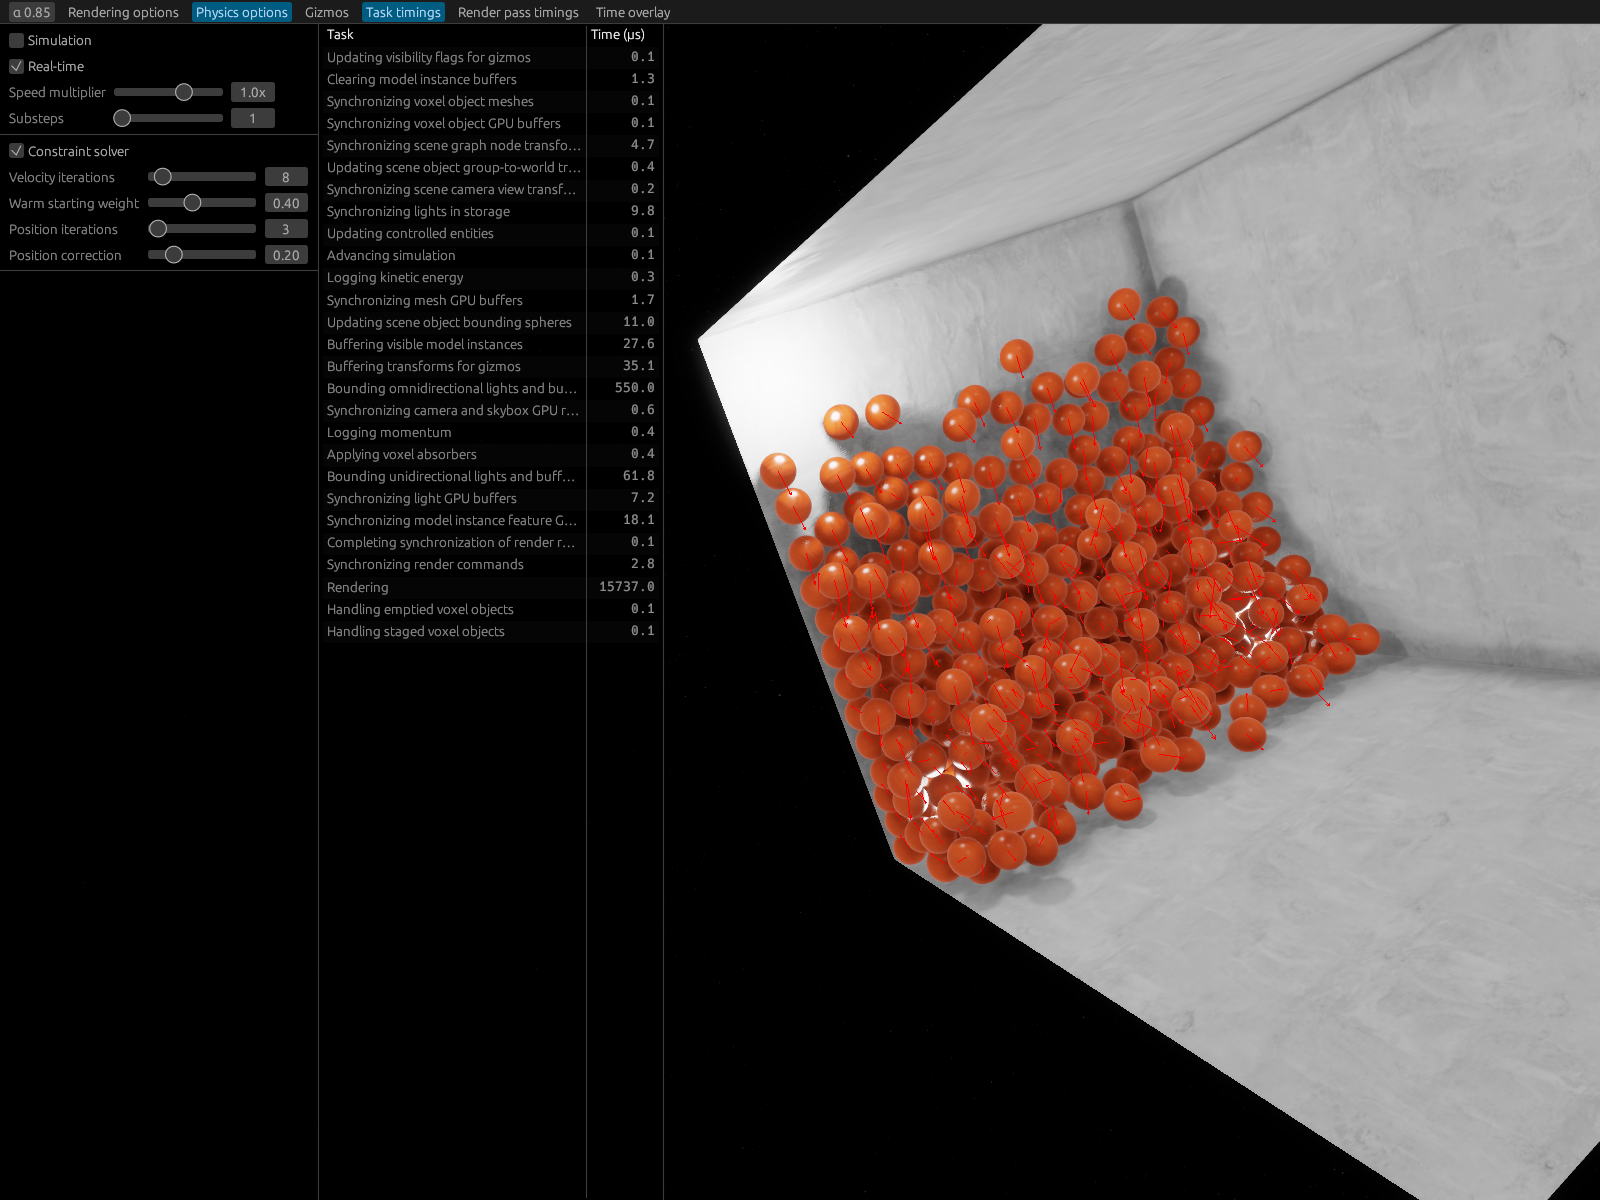 α 0.85 Rendering options Physics options Gizmos Task timings Render pass timings Time overlay
Simulation
Real-time
Speed multiplier 1.0x
Substeps 1
Constraint solver
Velocity iterations 8
Warm starting weight 0.40
Position iterations 3
Position correction 0.20
Task Time (µs)
Updating visibility flags for gizmos 0.1
Clearing model instance buffers 1.3
Synchronizing voxel object meshes 0.1
Synchronizing voxel object GPU buffers 0.1
Synchronizing scene graph node transfo... 4.7
Updating scene object group-to-world tr... 0.4
Synchronizing scene camera view transf... 0.2
Synchronizing lights in storage 9.8
Updating controlled entities 0.1
Advancing simulation 0.1
Logging kinetic energy 0.3
Synchronizing mesh GPU buffers 1.7
Updating scene object bounding spheres 11.0
Buffering visible model instances 27.6
Buffering transforms for gizmos 35.1
Bounding omnidirectional lights and bu... 550.0
Synchronizing camera and skybox GPU r... 0.6
Logging momentum 0.4
Applying voxel absorbers 0.4
Bounding unidirectional lights and buff... 61.8
Synchronizing light GPU buffers 7.2
Synchronizing model instance feature G... 18.1
Completing synchronization of render r... 0.1
Synchronizing render commands 2.8
Rendering 15737.0
Handling emptied voxel objects 0.1
Handling staged voxel objects 0.1